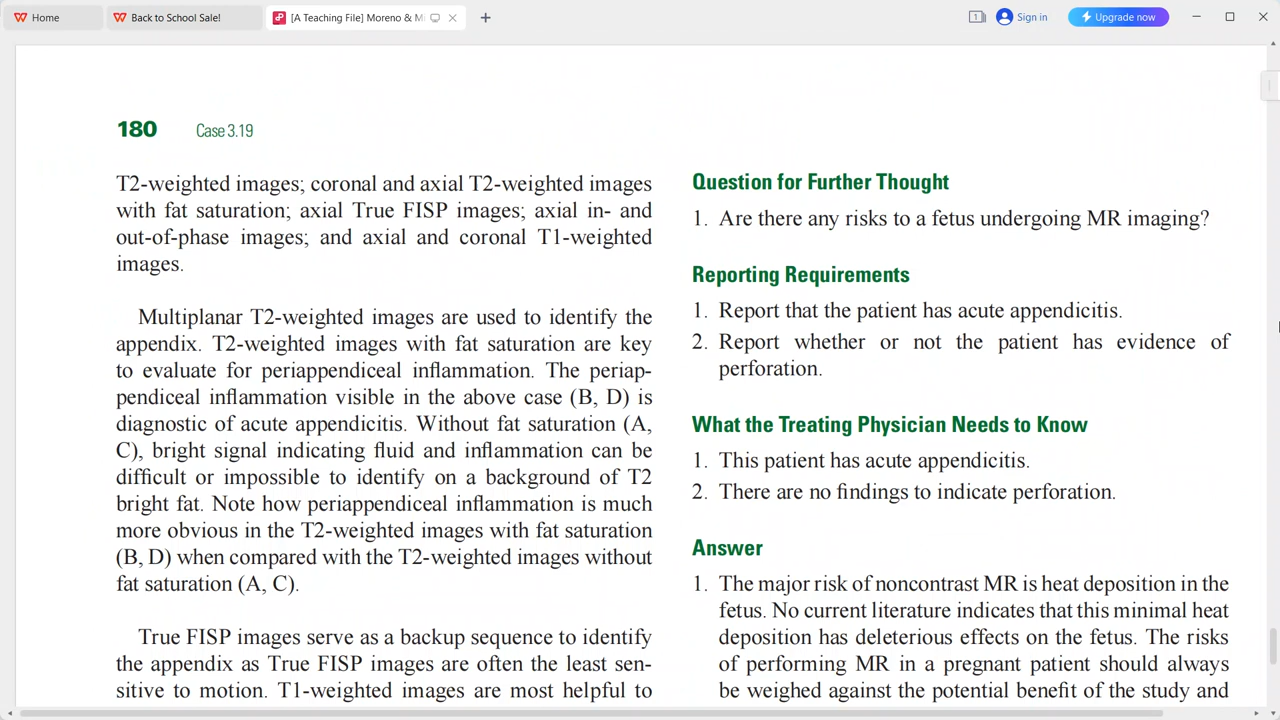 Home
Back to School Sale!
[A Teaching File] Moreno & Mi
1
Sign in
Upgrade now
180 Case 3.19
T2-weighted images; coronal and axial T2-weighted images
with fat saturation; axial True FISP images; axial in- and
out-of-phase images; and axial and coronal T1-weighted
images.
Multiplanar T2-weighted images are used to identify the
appendix. T2-weighted images with fat saturation are key
to evaluate for periappendiceal inflammation. The periap-
pendiceal inflammation visible in the above case (B, D) is
diagnostic of acute appendicitis. Without fat saturation (A,
C), bright signal indicating fluid and inflammation can be
difficult or impossible to identify on a background of T2
bright fat. Note how periappendiceal inflammation is much
more obvious in the T2-weighted images with fat saturation
(B, D) when compared with the T2-weighted images without
fat saturation (A, C).
True FISP images serve as a backup sequence to identify
the appendix as True FISP images are often the least sen-
sitive to motion. T1-weighted images are most helpful to
Question for Further Thought
1. Are there any risks to a fetus undergoing MR imaging?
Reporting Requirements
1. Report that the patient has acute appendicitis.
2. Report whether or not the patient has evidence of
perforation.
What the Treating Physician Needs to Know
1. This patient has acute appendicitis.
2. There are no findings to indicate perforation.
Answer
1. The major risk of noncontrast MR is heat deposition in the
fetus. No current literature indicates that this minimal heat
deposition has deleterious effects on the fetus. The risks
of performing MR in a pregnant patient should always
be weighed against the potential benefit of the study and